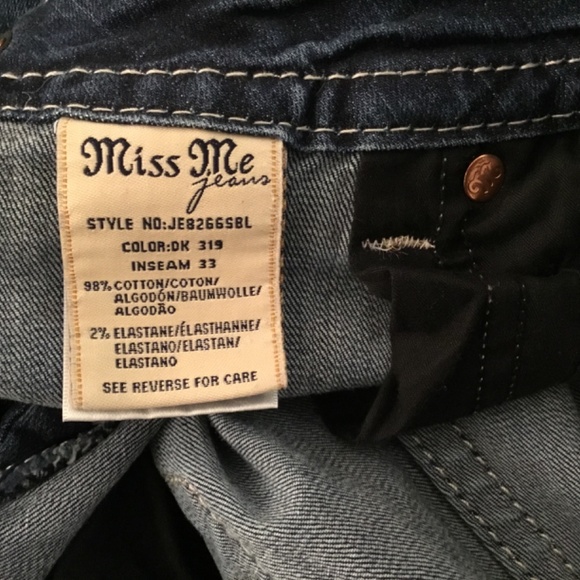 Miss Me
jeans
STYLE NO:JE8266SBL
COLOR:DK 319
INSEAM 33
98% COTTON/COTON/
ALGODÓN/BAUMWOLLE/
ALGODÃO
2% ELASTANE/ÉLASTHANNE/
ELASTANO/ELASTAN/
ELASTANO
SEE REVERSE FOR CARE